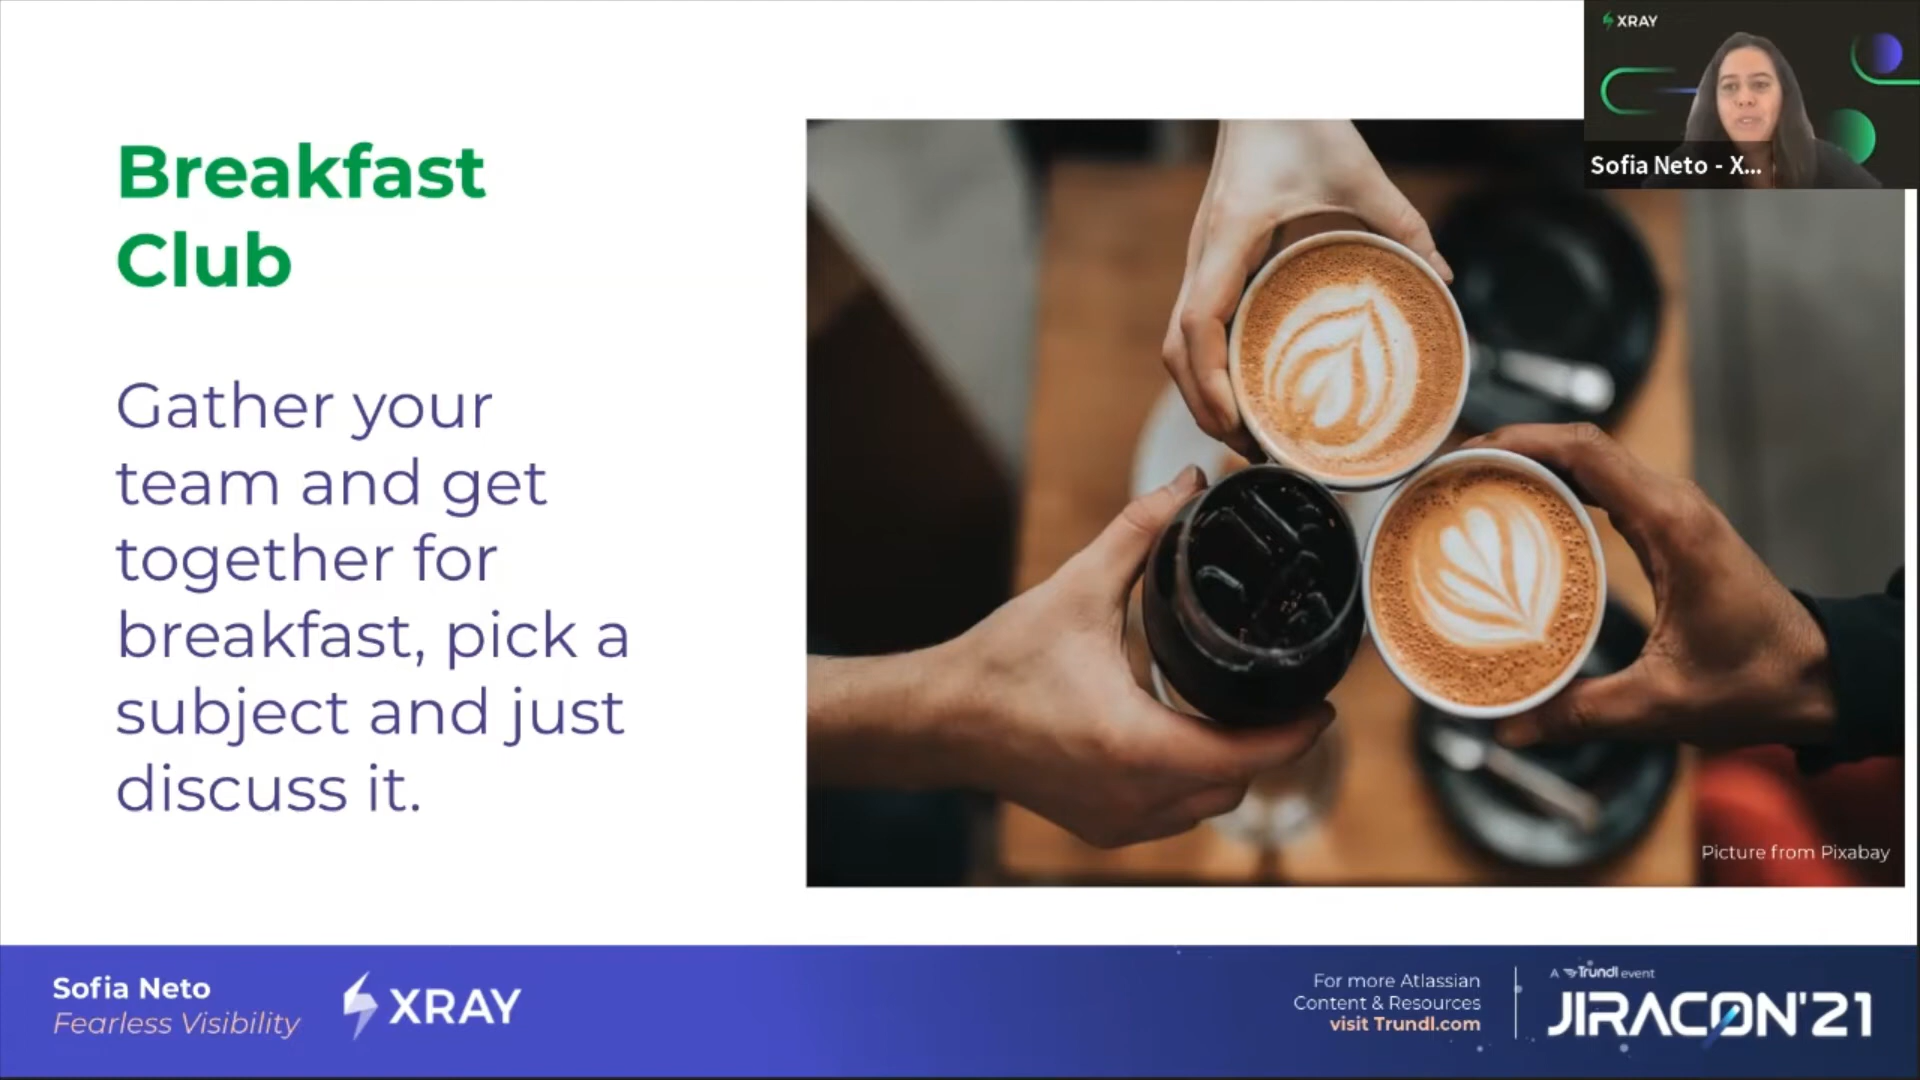 Breakfast
Club
Gather your
team and get
together for
breakfast, pick a
subject and just
discuss it.
XRAY
Sofia Neto - X...
Picture from Pixabay
Sofia Neto
Fearless Visibility
XRAY
For more Atlassian
Content & Resources
visit Trundl.com
A Trundl event
JIRACON'21